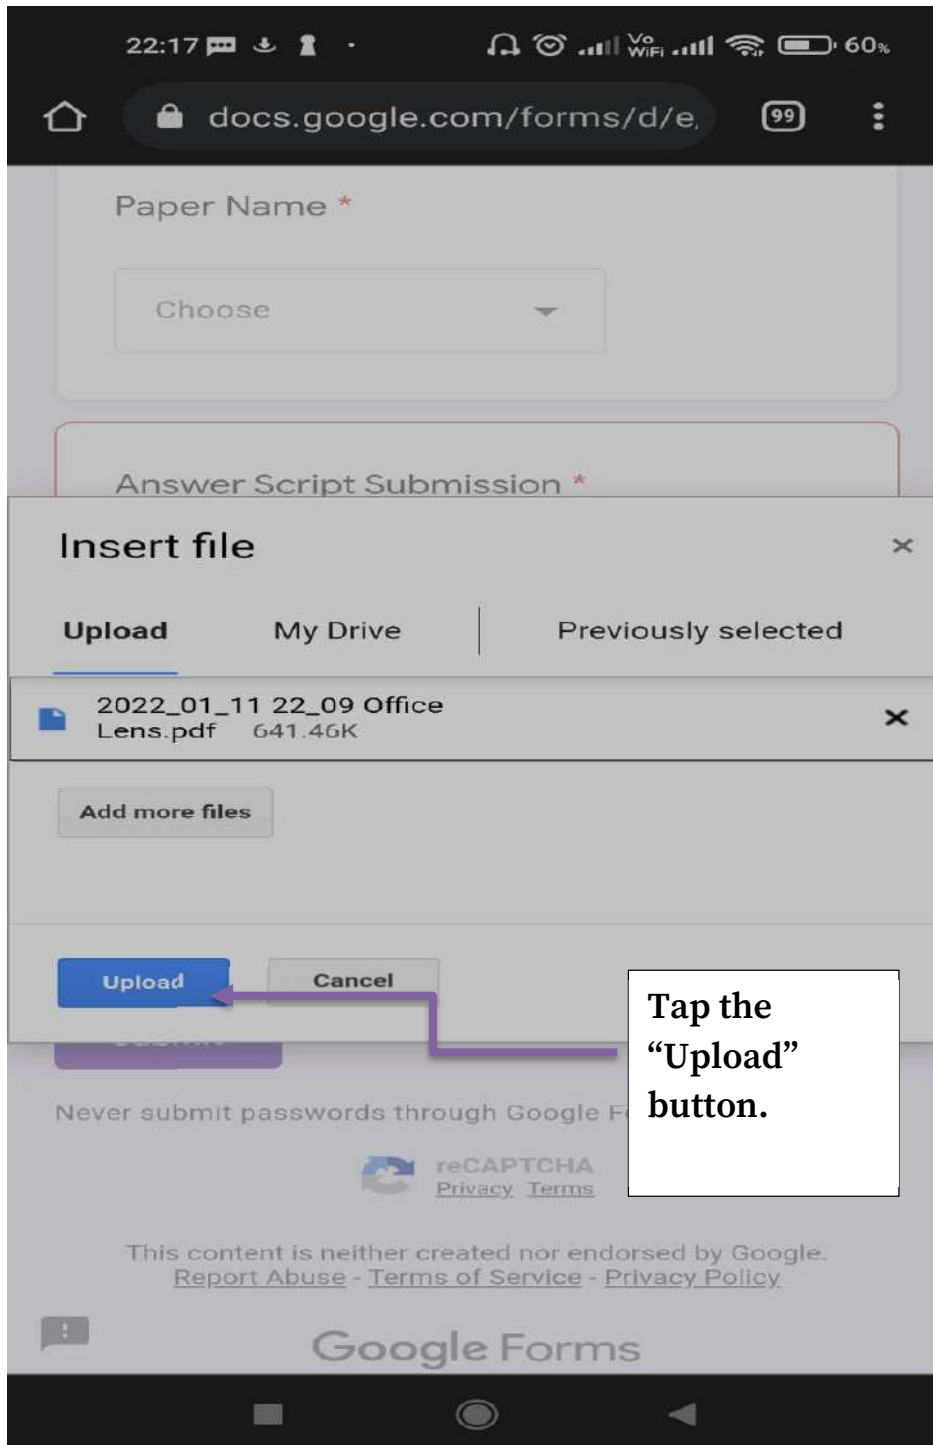 22:17
Vo
WiFi
60%
docs.google.com/forms/d/e,
99
Paper Name *
Choose
Answer Script Submission *
Insert file
Upload My Drive Previously selected
2022_01_11 22_09 Office
Lens.pdf 641.46K
Add more files
Upload Cancel
Tap the
“Upload”
button.
Never submit passwords through Google
reCAPTCHA
Privacy Terms
This content is neither created nor endorsed by Google.
Report Abuse - Terms of Service - Privacy Policy
Google Forms